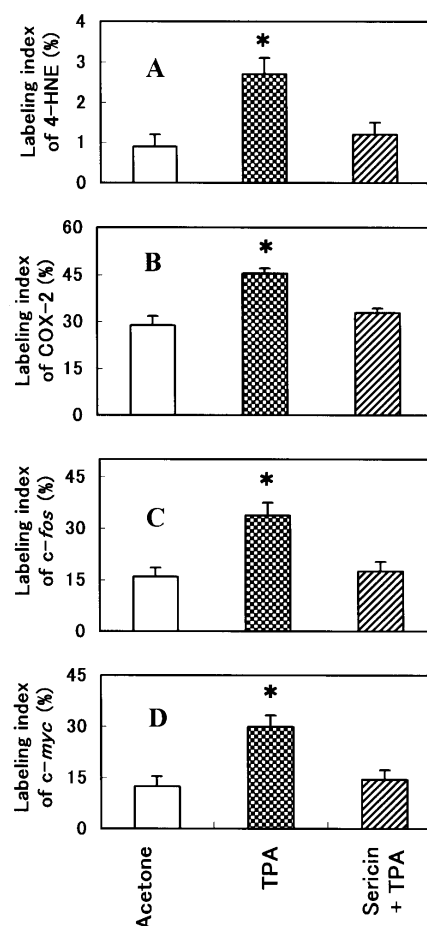 Labeling index
of 4-HNE (%)
4
3
2
1
0
A
*
Labeling index
of COX-2 (%)
60
45
30
15
0
B
*
Labeling index
of c-fos (%)
45
30
15
0
C
*
Labeling index
of c-myc (%)
45
30
15
0
D
*
Acetone
TPA
Sericin
+ TPA